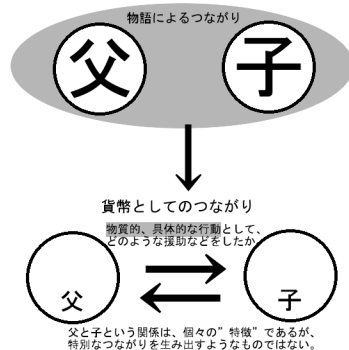 物語によるつながり
父 子
貨幣としてのつながり
物質的、具体的な行動として、
どのような援助などをしたか
父 子
父と子という関係は、個々の”特徴”であるが、
特別なつながりを生み出すようなものではない。